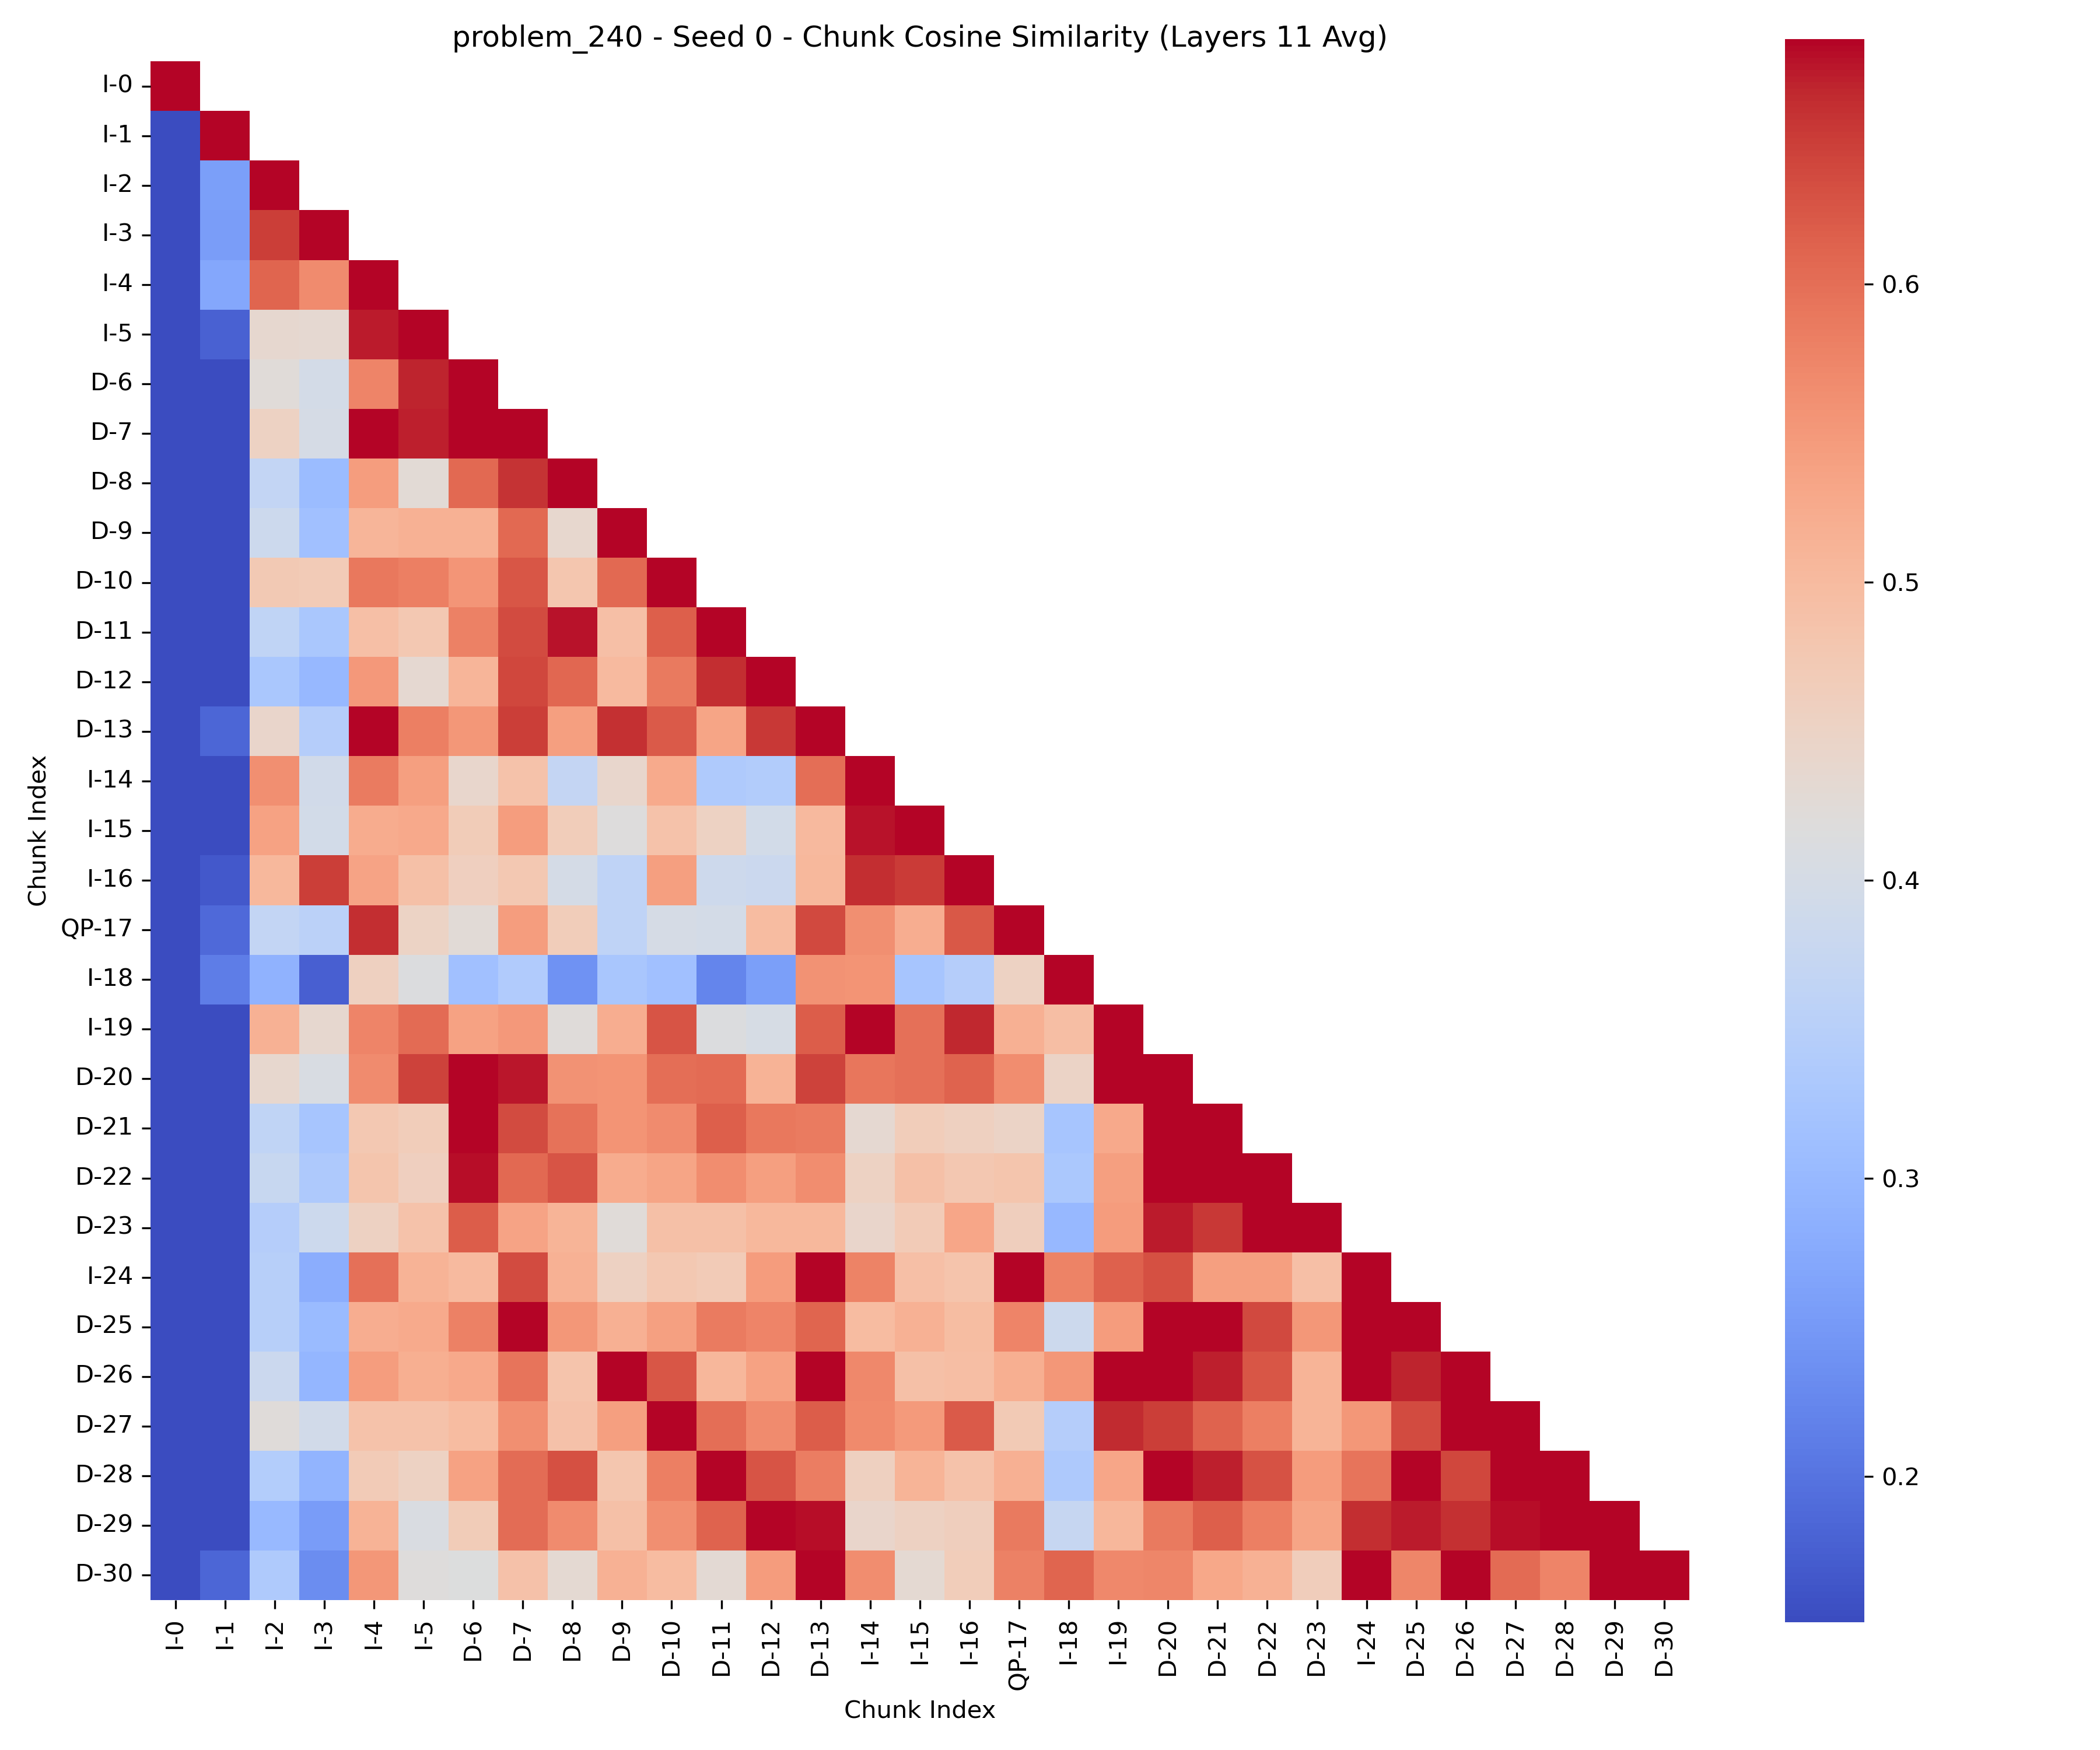 problem_240 - Seed 0 - Chunk Cosine Similarity (Layers 11 Avg)
Chunk Index
I-0
I-1
I-2
I-3
I-4
I-5
D-6
D-7
D-8
D-9
D-10
D-11
D-12
D-13
I-14
I-15
I-16
QP-17
I-18
I-19
D-20
D-21
D-22
D-23
I-24
D-25
D-26
D-27
D-28
D-29
D-30
I-0 I-1 I-2 I-3 I-4 I-5 D-6 D-7 D-8 D-9 D-10 D-11 D-12 D-13 I-14 I-15 I-16 QP-17 I-18 I-19 D-20 D-21 D-22 D-23 I-24 D-25 D-26 D-27 D-28 D-29 D-30
Chunk Index
0.6
0.5
0.4
0.3
0.2